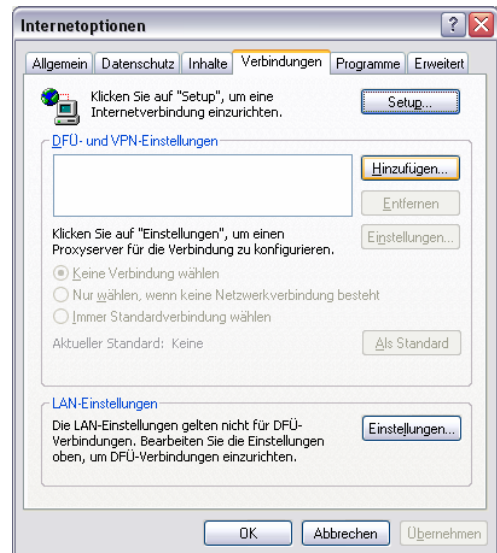 Internetoptionen
Allgemein Datenschutz Inhalte Verbindungen Programme Erweitert
Klicken Sie auf "Setup", um eine
Internetverbindung einzurichten.
Setup...
DFÜ- und VPN-Einstellungen
Hinzufügen...
Entfernen
Klicken Sie auf "Einstellungen", um einen
Proxyserver für die Verbindung zu konfigurieren.
Einstellungen...
Keine Verbindung wählen
Nur wählen, wenn keine Netzwerkverbindung besteht
Immer Standardverbindung wählen
Aktueller Standard: Keine
Als Standard
LAN-Einstellungen
Die LAN-Einstellungen gelten nicht für DFÜ-
Verbindungen. Bearbeiten Sie die Einstellungen
oben, um DFÜ-Verbindungen einzurichten.
Einstellungen...
OK Abbrechen Übernehmen